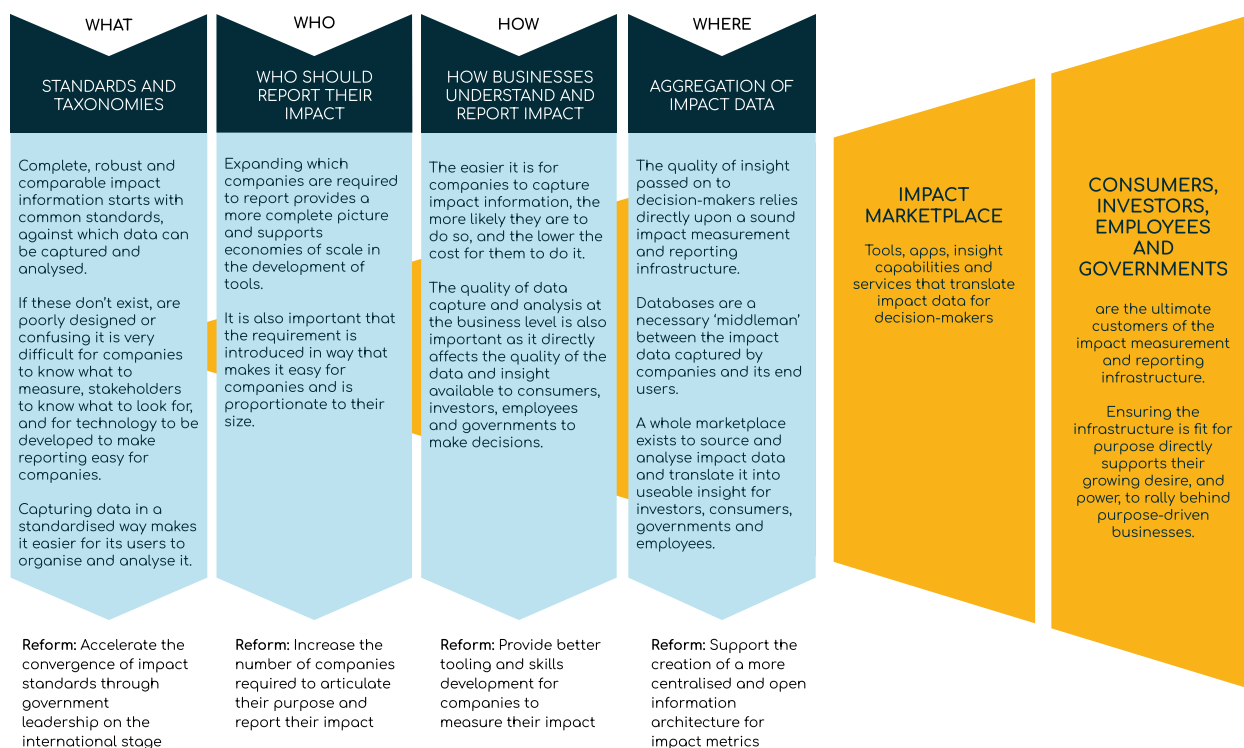 WHAT
STANDARDS AND
TAXONOMIES
Complete, robust and
comparable impact
information starts with
common standards,
against which data can
be captured and
analysed.
If these don’t exist, are
poorly designed or
confusing it is very
difficult for companies
to know what to
measure, stakeholders
to know what to look for,
and for technology to be
developed to make
reporting easy for
companies.
Capturing data in a
standardised way makes
it easier for its users to
organise and analyse it.
Reform: Accelerate the
convergence of impact
standards through
government
leadership on the
international stage
WHO
WHO SHOULD
REPORT THEIR
IMPACT
Expanding which
companies are required
to report provides a
more complete picture
and supports
economies of scale in
the development of
tools.
It is also important that
the requirement is
introduced in way that
makes it easy for
companies and is
proportionate to their
size.
Reform: Increase the
number of companies
required to articulate
their purpose and
report their impact
HOW
HOW BUSINESSES
UNDERSTAND AND
REPORT IMPACT
The easier it is for
companies to capture
impact information, the
more likely they are to
do so, and the lower the
cost for them to do it.
The quality of data
capture and analysis at
the business level is also
important as it directly
affects the quality of the
data and insight
available to consumers,
investors, employees
and governments to
make decisions.
Reform: Provide better
tooling and skills
development for
companies to
measure their impact
WHERE
AGGREGATION OF
IMPACT DATA
The quality of insight
passed on to
decision-makers relies
directly upon a sound
impact measurement
and reporting
infrastructure.
Databases are a
necessary ‘middleman’
between the impact
data captured by
companies and its end
users.
A whole marketplace
exists to source and
analyse impact data
and translate it into
useable insight for
investors, consumers,
governments and
employees.
Reform: Support the
creation of a more
centralised and open
information
architecture for
impact metrics
IMPACT
MARKETPLACE
Tools, apps, insight
capabilities and
services that translate
impact data for
decision-makers
CONSUMERS,
INVESTORS,
EMPLOYEES
AND
GOVERNMENTS
are the ultimate
customers of the
impact measurement
and reporting
infrastructure.
Ensuring the
infrastructure is fit for
purpose directly
supports their
growing desire, and
power, to rally behind
purpose-driven
businesses.